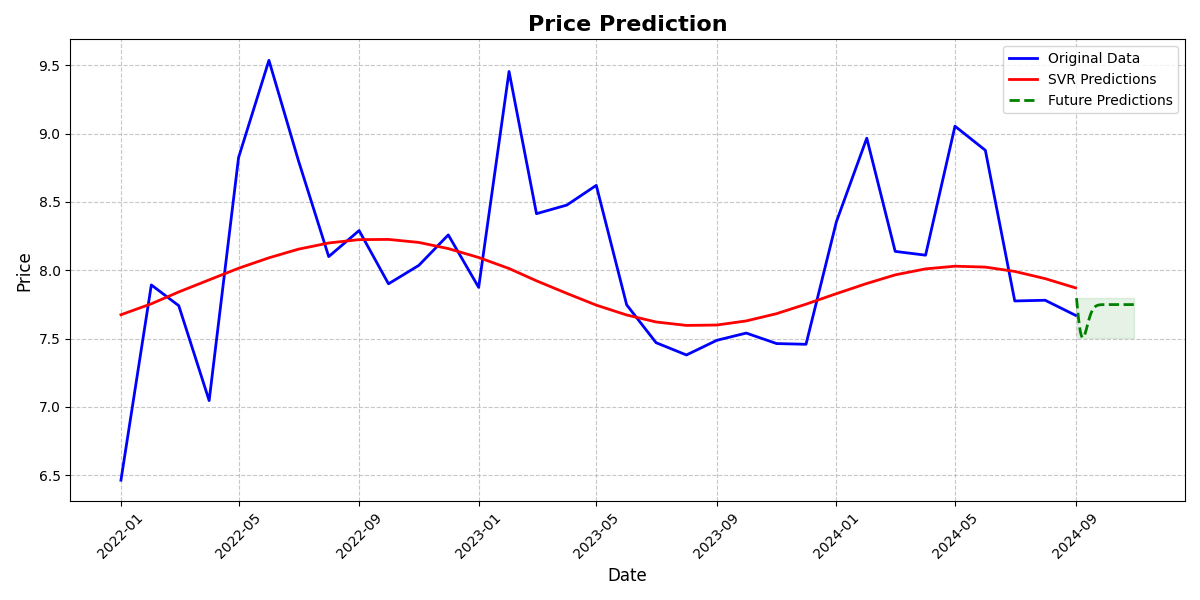 Price Prediction
Original Data
SVR Predictions
Future Predictions
Price
9.5
9.0
8.5
8.0
7.5
7.0
6.5
2022-01
2022-05
2022-09
2023-01
2023-05
2023-09
2024-01
2024-05
2024-09
Date